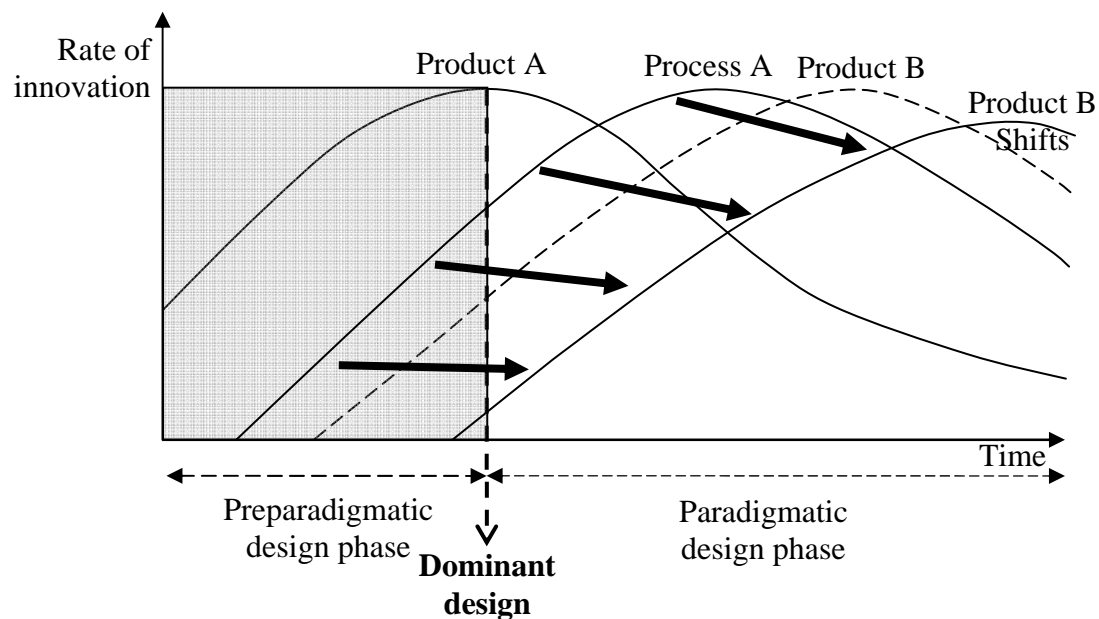 Rate of
innovation
Product A
Process A
Product B
Product B
Shifts
Time
Preparadigmatic
design phase
Paradigmatic
design phase
Dominant
design